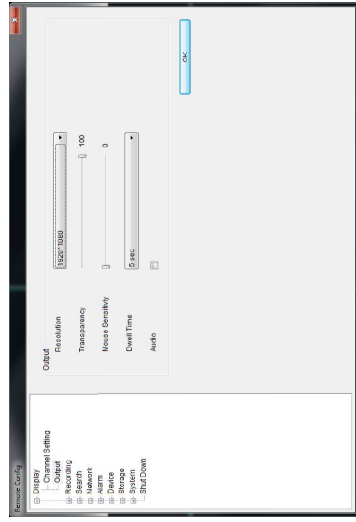 Remote Config
x
Display
Channel Setting
Output
Recording
Search
Network
Alarm
Device
Storage
System
Shut Down
Output
Resolution
1920*1080
Transparency
100
Mouse Sensitivty
0
Dwell Time
5 sec
Audio
OK